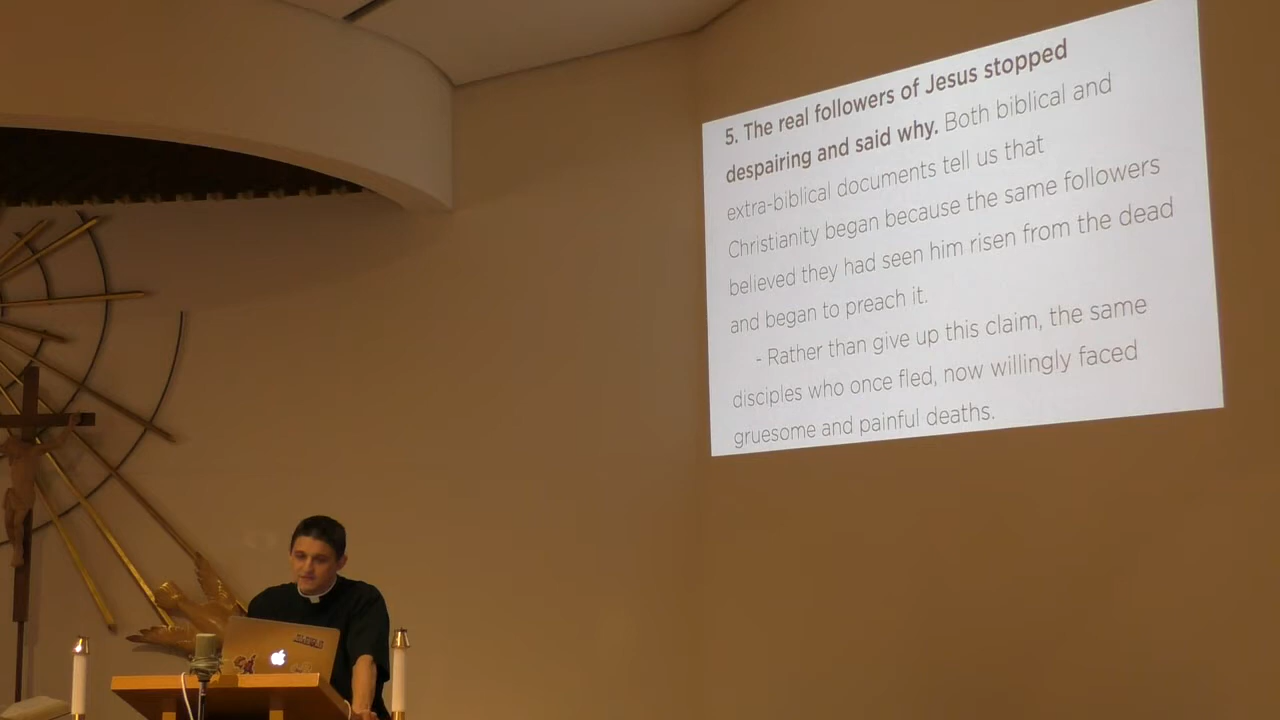 5. The real followers of Jesus stopped
despairing and said why. Both biblical and
extra-biblical documents tell us that
Christianity began because the same followers
believed they had seen him risen from the dead
and began to preach it.
- Rather than give up this claim, the same
disciples who once fled, now willingly faced
gruesome and painful deaths.